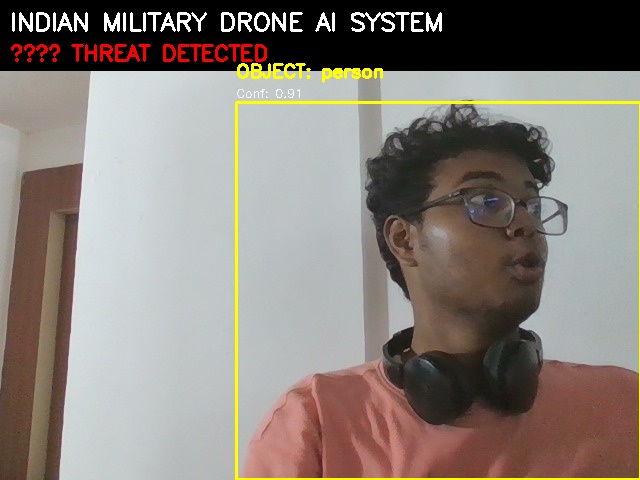 INDIAN MILITARY DRONE AI SYSTEM
???? THREAT DETECTED
OBJECT: person
Conf: 0.91